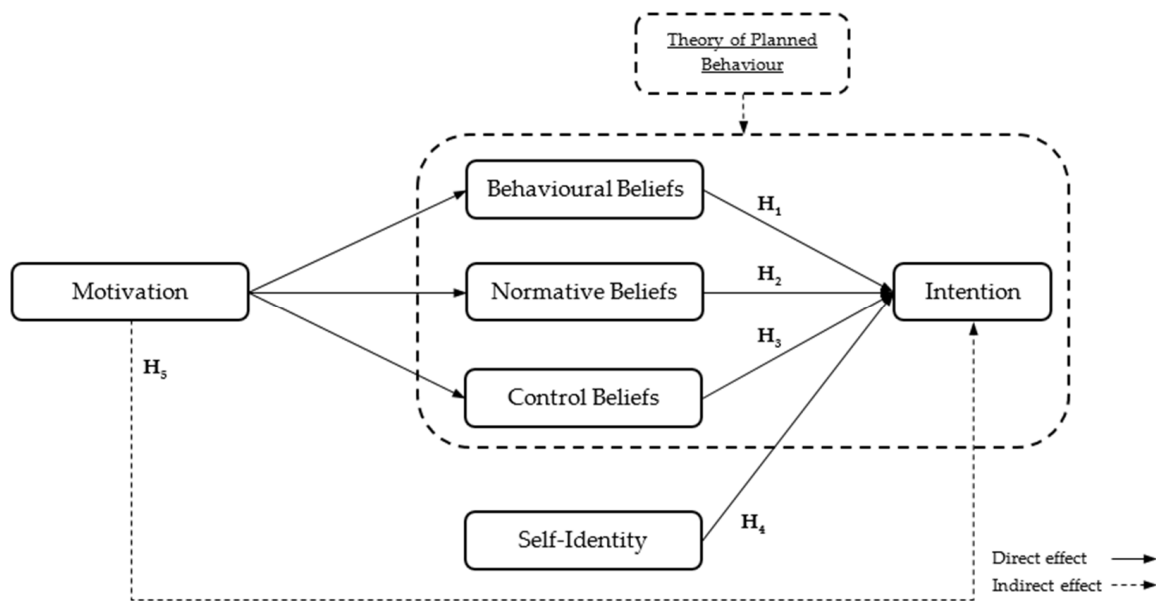 Theory of Planned
Behaviour
Behavioural Beliefs
H₁
Motivation
Normative Beliefs
H₂
Intention
H₃
H₅
Control Beliefs
Self-Identity
H₄
Direct effect
Indirect effect